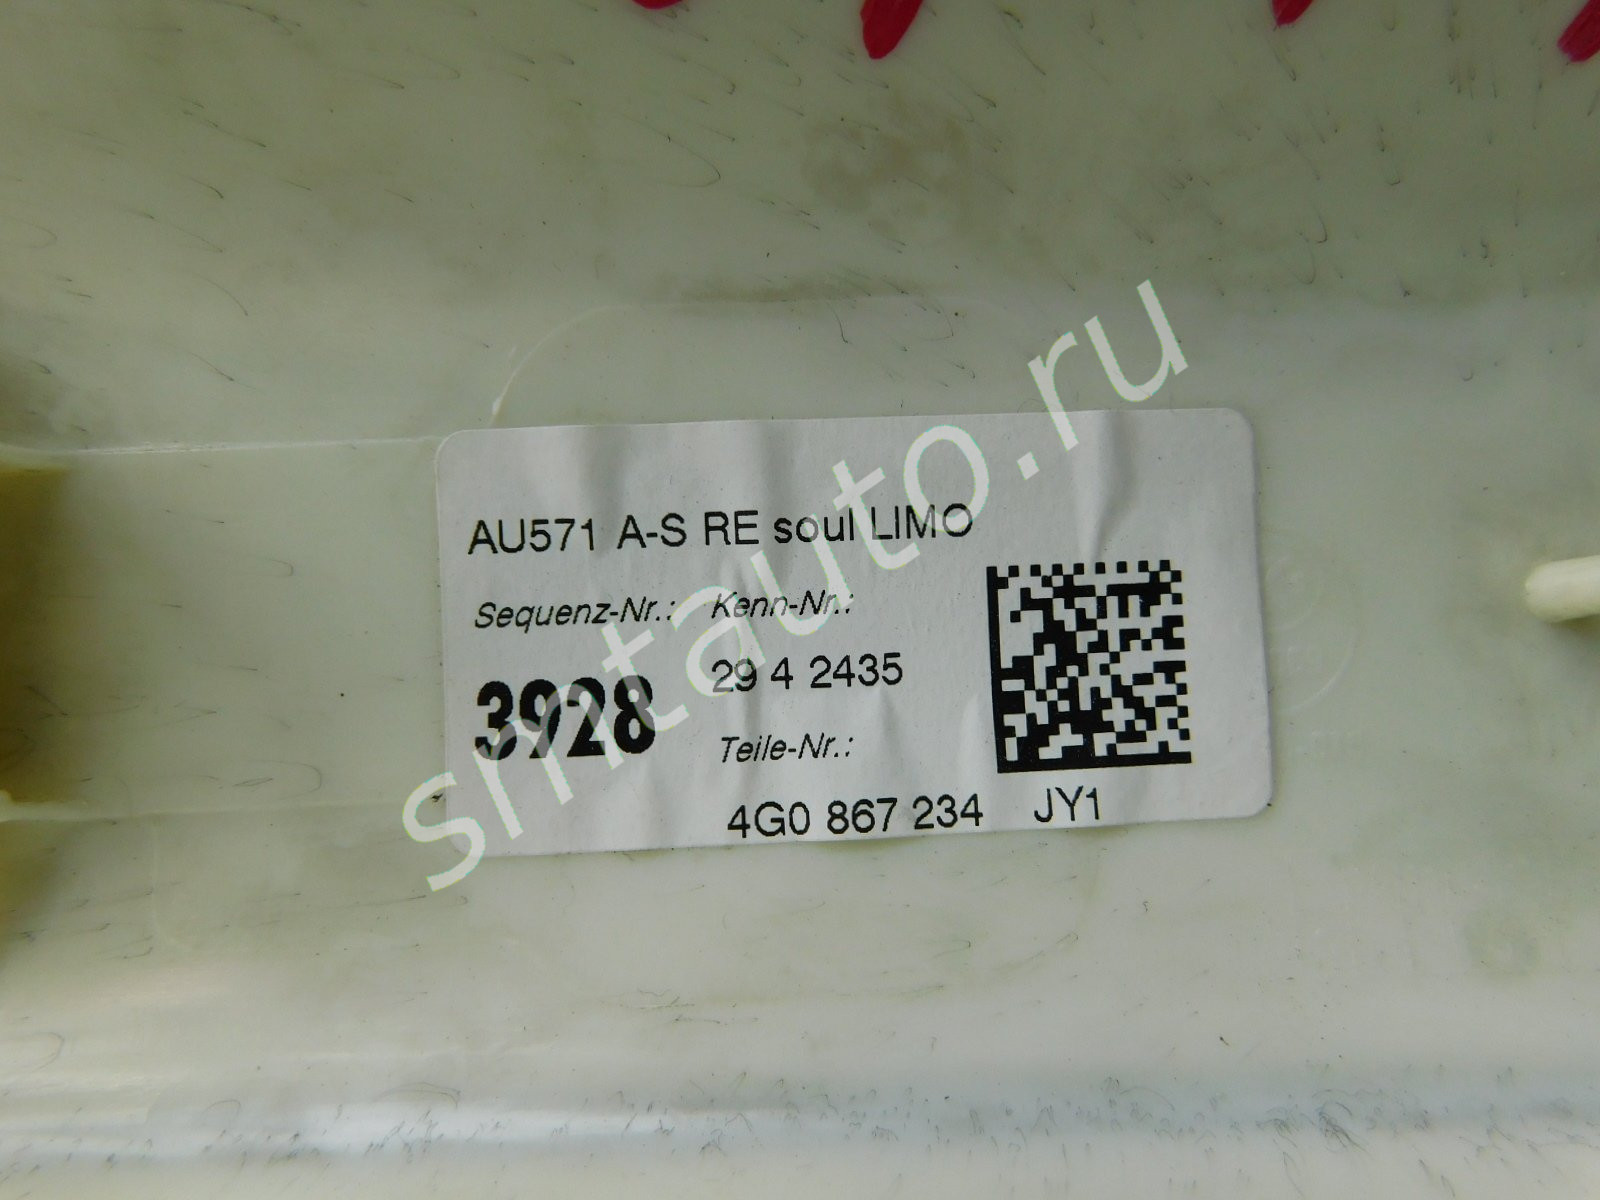 AU571 A-S RE soul LIMO
Sequenz-Nr.: Kenn-Nr.:
3928 29 4 2435
Teile-Nr.:
4G0 867 234 JY1
smtauto.ru